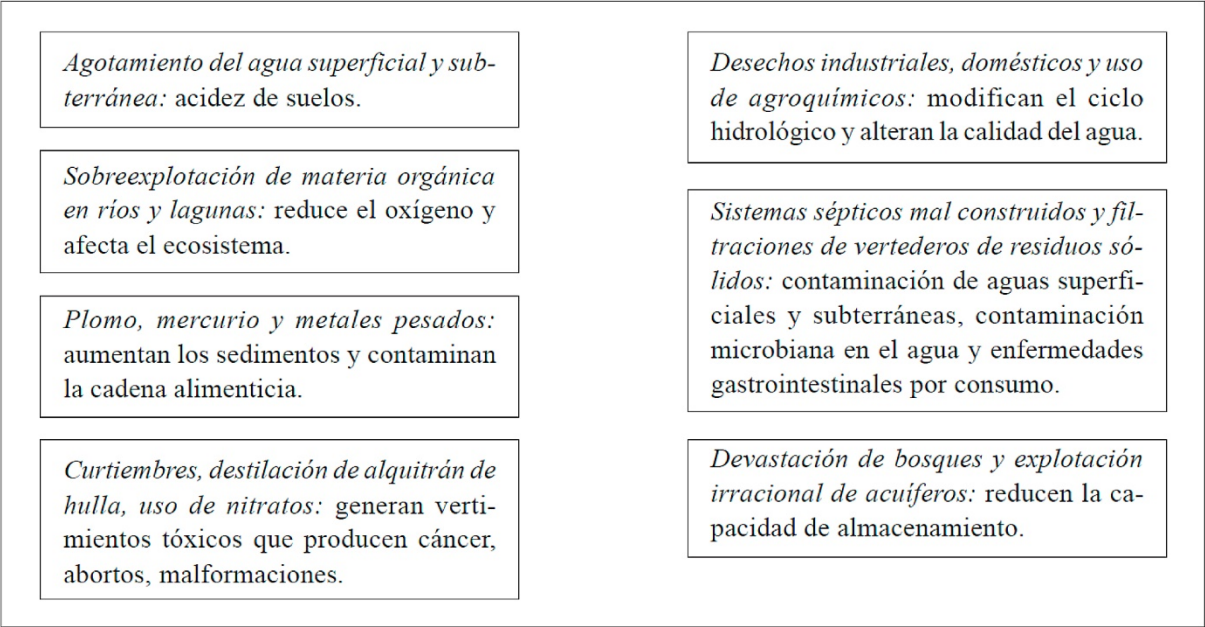 Agotamiento del agua superficial y sub-
terránea: acidez de suelos.
Sobreexplotación de materia orgánica
en ríos y lagunas: reduce el oxígeno y
afecta el ecosistema.
Plomo, mercurio y metales pesados:
aumentan los sedimentos y contaminan
la cadena alimenticia.
Curtiembres, destilación de alquitrán de
hulla, uso de nitratos: generan verti-
mientos tóxicos que producen cáncer,
abortos, malformaciones.
Desechos industriales, domésticos y uso
de agroquímicos: modifican el ciclo
hidrológico y alteran la calidad del agua.
Sistemas sépticos mal construidos y fil-
traciones de vertederos de residuos só-
lidos: contaminación de aguas superfi-
ciales y subterráneas, contaminación
microbiana en el agua y enfermedades
gastrointestinales por consumo.
Devastación de bosques y explotación
irracional de acuíferos: reducen la ca-
pacidad de almacenamiento.